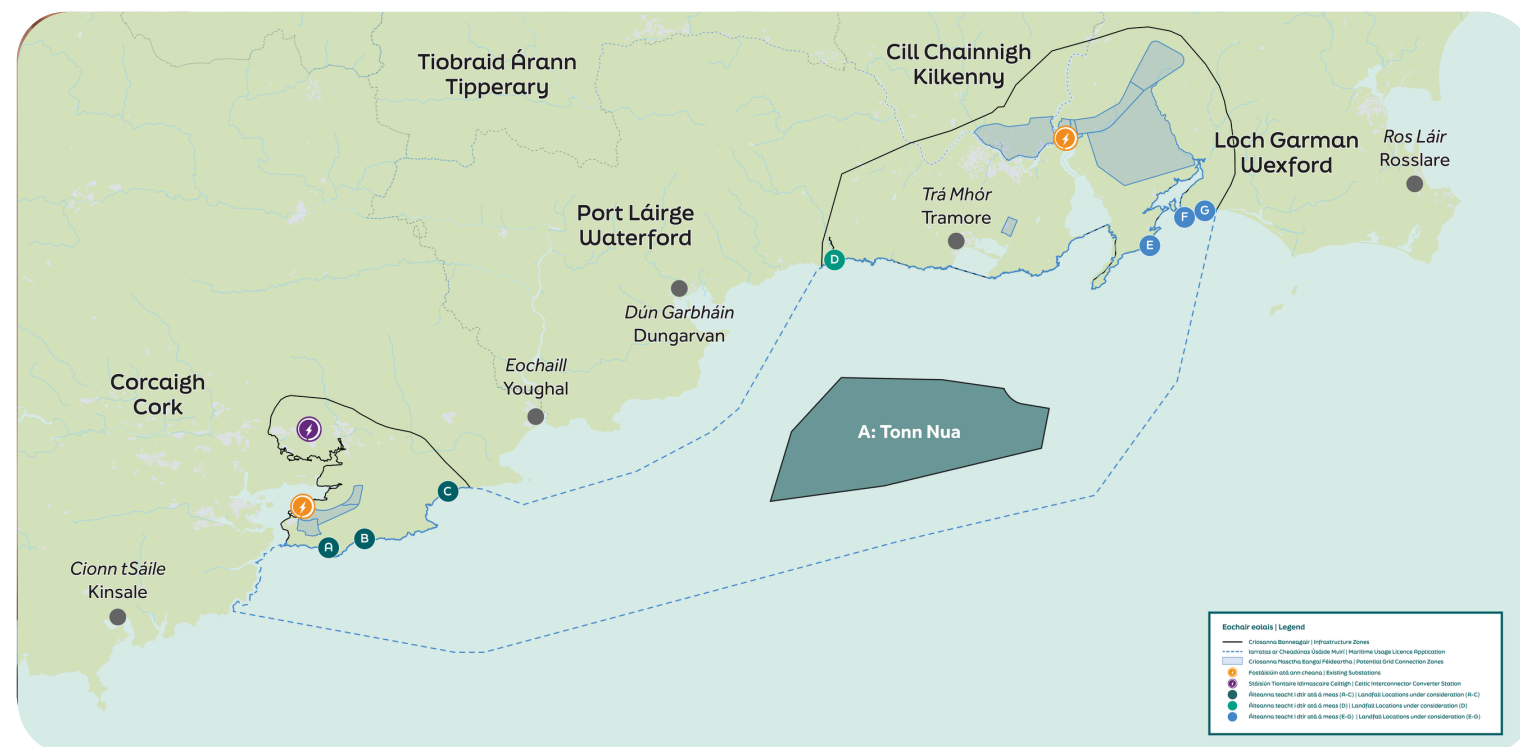 Tiobraid Árann
Tipperary
Cill Chainnigh
Kilkenny
Loch Garman
Wexford
Ros Láir
Rosslare
Trá Mhór
Tramore
Port Láirge
Waterford
Dún Garbháin
Dungarvan
Eochaill
Youghal
Corcaigh
Cork
Cionn tSáile
Kinsale
A: Tonn Nua
A
B
C
D
E
F
G
Eochair eolais | Legend
Criosanna Bonneagair | Infrastructure Zones
Iarratas ar Cheadúnas Úsáide Muirí | Maritime Usage Licence Application
Criosanna Nasctha Eangaí Féideartha | Potential Grid Connection Zones
Fostáisiúin atá ann cheana | Existing Substations
Stáisiún Tiontaire Idirnascaire Ceiltigh | Celtic Interconnector Converter Station
Áiteanna teacht i dtír atá á meas (A-C) | Landfall Locations under consideration (A-C)
Áiteanna teacht i dtír atá á meas (D) | Landfall Locations under consideration (D)
Áiteanna teacht i dtír atá á meas (E-G) | Landfall Locations under consideration (E-G)